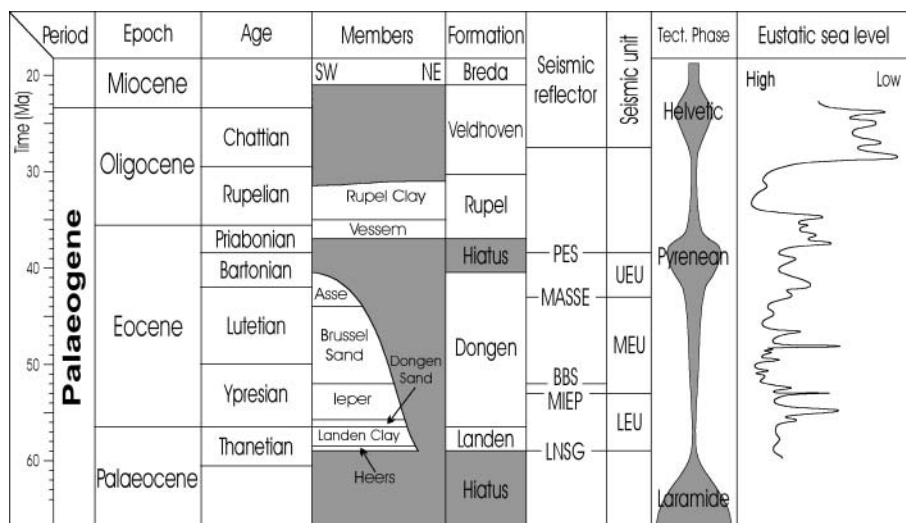 Period Epoch Age Members Formation Seismic reflector Seismic unit Tect. Phase Eustatic sea level
Time (Ma)
20
30
40
50
60
Palaeogene
Miocene
Oligocene
Eocene
Palaeocene
Chattian
Rupelian
Priabonian
Bartonian
Lutetian
Ypresian
Thanetian
SW NE
Rupel Clay
Vessem
Asse
Brussel
Sand
Dongen
Sand
Ieper
Landen Clay
Heers
Breda
Veldhoven
Rupel
Hiatus
Dongen
Landen
Hiatus
PES
MASSE
BBS
MIEP
LNSG
UEU
MEU
LEU
Helvetic
Pyrenean
Laramide
High Low